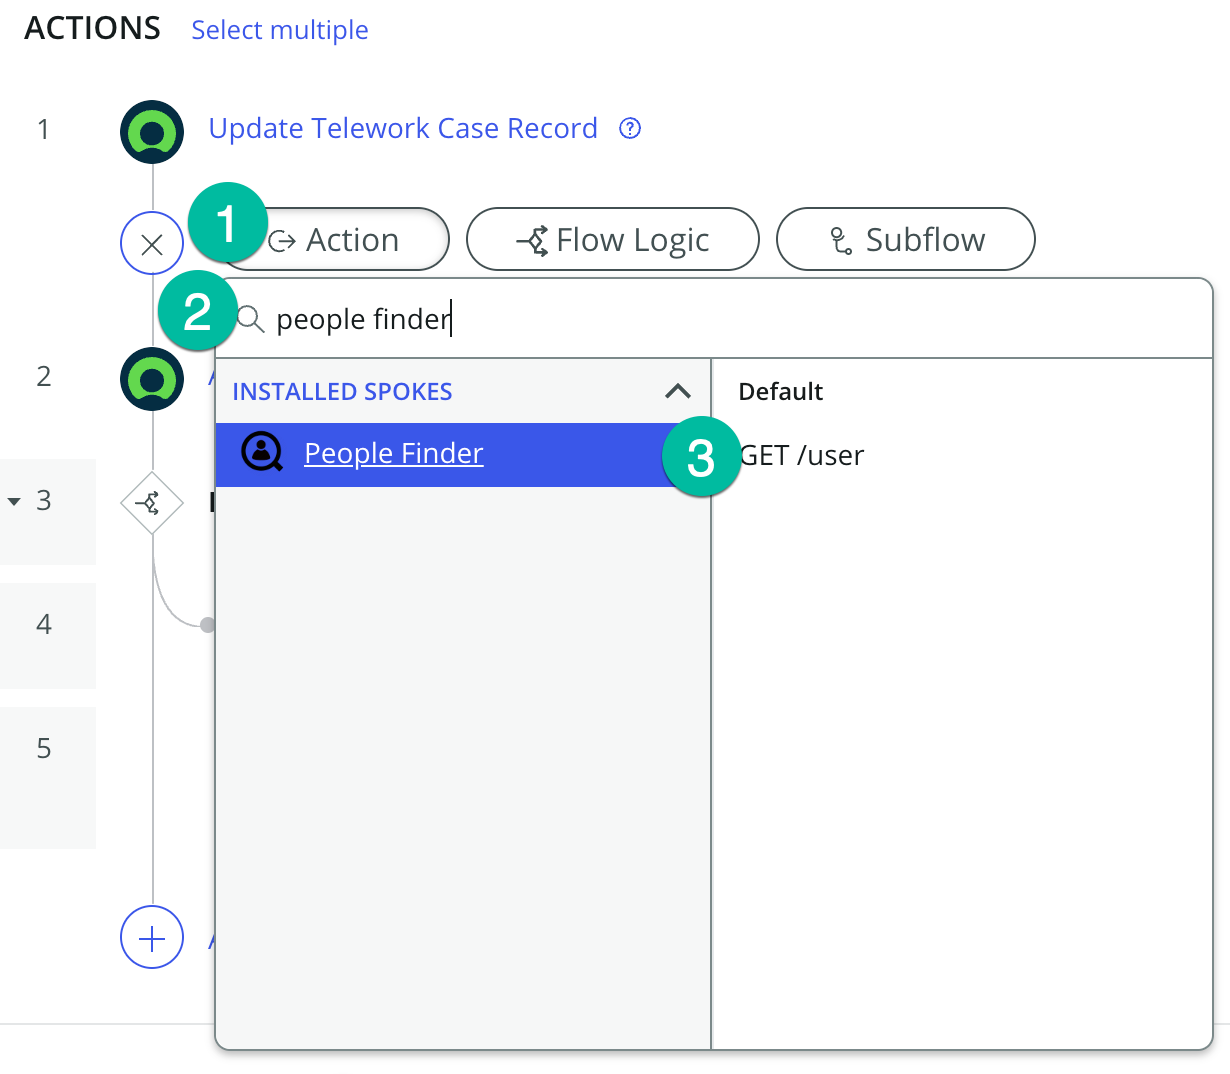 ACTIONS Select multiple
1 Update Telework Case Record ?
1 Action Flow Logic Subflow
2 people finder
2 INSTALLED SPOKES Default
People Finder 3 GET /user
3
4
5